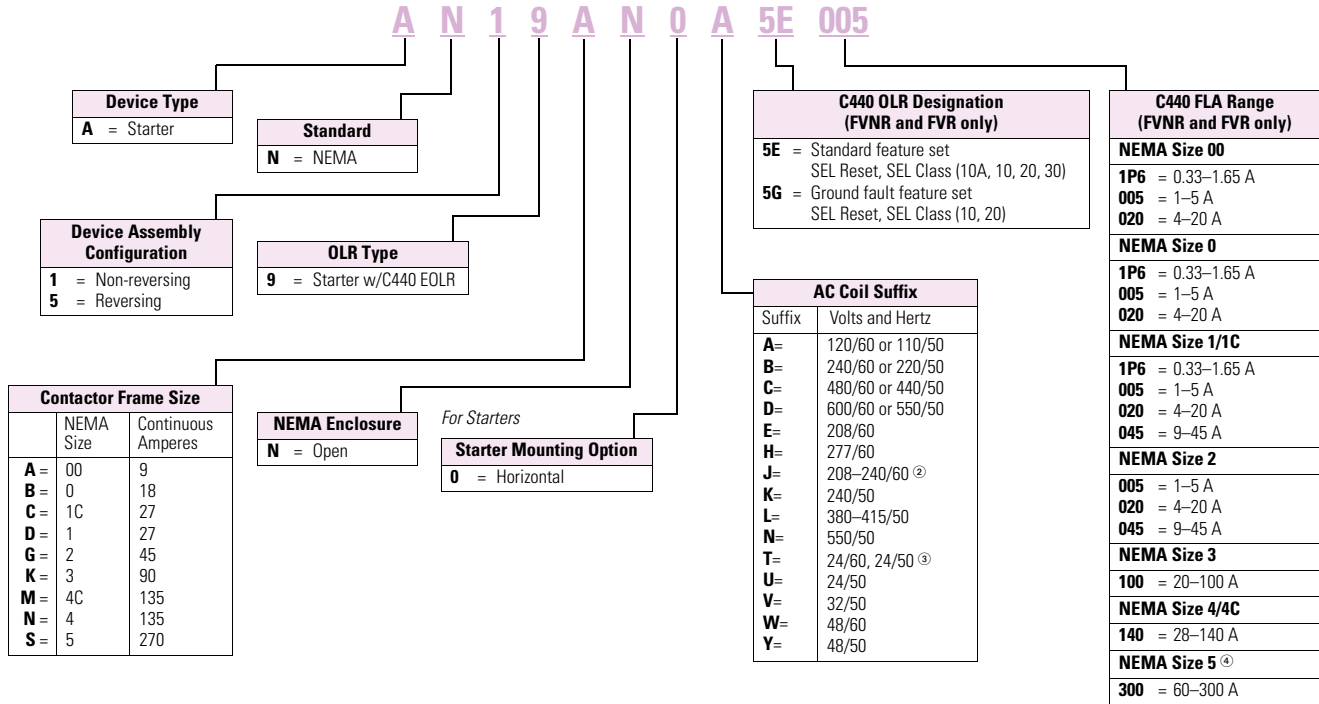 A N 1 9 A N 0 A 5E 005
Device Type
A = Starter
Standard
N = NEMA
Device Assembly
Configuration
1 = Non-reversing
5 = Reversing
OLR Type
9 = Starter w/C440 EOLR
Contactor Frame Size
NEMA Size
Continuous Amperes
A = 00 9
B = 0 18
C = 1C 27
D = 1 27
G = 2 45
K = 3 90
M = 4C 135
N = 4 135
S = 5 270
NEMA Enclosure
N = Open
For Starters
Starter Mounting Option
0 = Horizontal
C440 OLR Designation
(FVNR and FVR only)
5E = Standard feature set
SEL Reset, SEL Class (10A, 10, 20, 30)
5G = Ground fault feature set
SEL Reset, SEL Class (10, 20)
AC Coil Suffix
Suffix Volts and Hertz
A= 120/60 or 110/50
B= 240/60 or 220/50
C= 480/60 or 440/50
D= 600/60 or 550/50
E= 208/60
H= 277/60
J= 208–240/60 ②
K= 240/50
L= 380–415/50
N= 550/50
T= 24/60, 24/50 ③
U= 24/50
V= 32/50
W= 48/60
Y= 48/50
C440 FLA Range
(FVNR and FVR only)
NEMA Size 00
1P6 = 0.33–1.65 A
005 = 1–5 A
020 = 4–20 A
NEMA Size 0
1P6 = 0.33–1.65 A
005 = 1–5 A
020 = 4–20 A
NEMA Size 1/1C
1P6 = 0.33–1.65 A
005 = 1–5 A
020 = 4–20 A
045 = 9–45 A
NEMA Size 2
005 = 1–5 A
020 = 4–20 A
045 = 9–45 A
NEMA Size 3
100 = 20–100 A
NEMA Size 4/4C
140 = 28–140 A
NEMA Size 5 ④
300 = 60–300 A